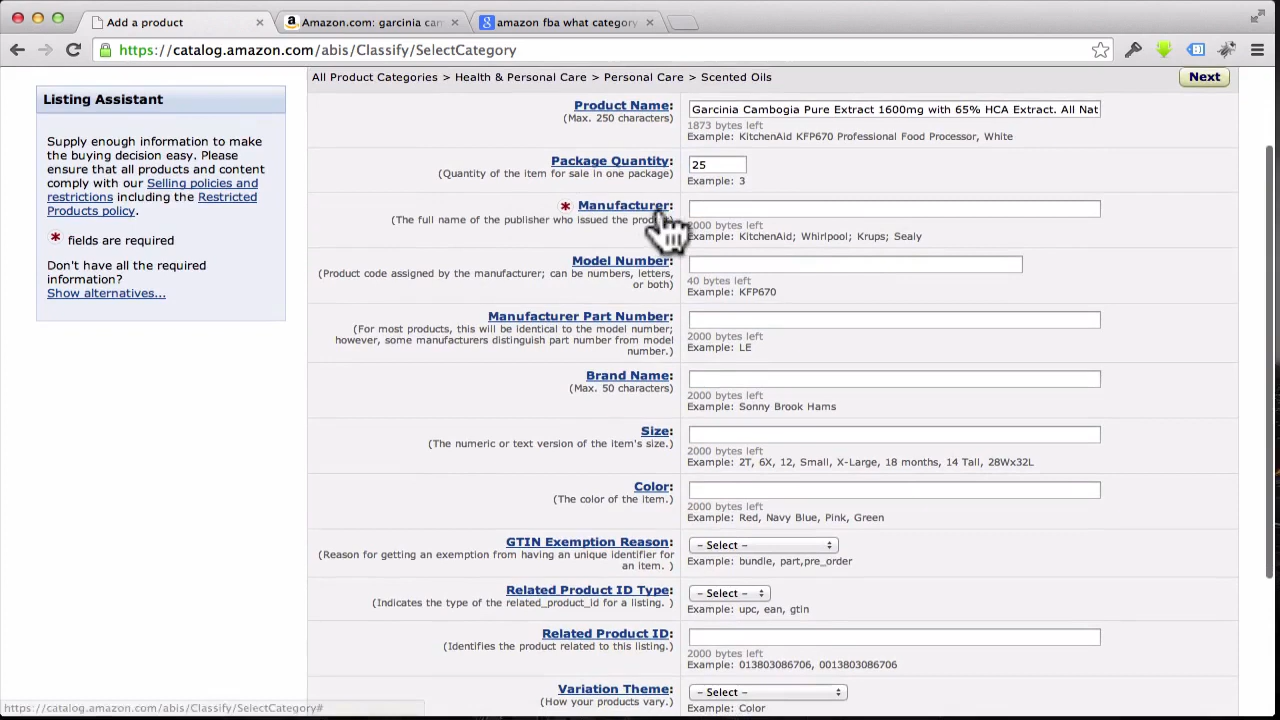 Add a product
Amazon.com: garcinia cam
amazon fba what category
https://catalog.amazon.com/abis/Classify/SelectCategory
Listing Assistant
Supply enough information to make
the buying decision easy. Please
ensure that all products and content
comply with our Selling policies and
restrictions including the Restricted
Products policy.
* fields are required
Don't have all the required
information?
Show alternatives...
All Product Categories > Health & Personal Care > Personal Care > Scented Oils
Next
Product Name:
(Max. 250 characters)
Garcinia Cambogia Pure Extract 1600mg with 65% HCA Extract. All Nat
1873 bytes left
Example: KitchenAid KFP670 Professional Food Processor, White
Package Quantity:
(Quantity of the item for sale in one package)
25
Example: 3
* Manufacturer:
(The full name of the publisher who issued the product)
2000 bytes left
Example: KitchenAid; Whirlpool; Krups; Sealy
Model Number:
(Product code assigned by the manufacturer; can be numbers, letters,
or both)
40 bytes left
Example: KFP670
Manufacturer Part Number:
(For most products, this will be identical to the model number;
however, some manufacturers distinguish part number from model
number.)
2000 bytes left
Example: LE
Brand Name:
(Max. 50 characters)
2000 bytes left
Example: Sonny Brook Hams
Size:
(The numeric or text version of the item's size.)
2000 bytes left
Example: 2T, 6X, 12, Small, X-Large, 18 months, 14 Tall, 28Wx32L
Color:
(The color of the item.)
2000 bytes left
Example: Red, Navy Blue, Pink, Green
GTIN Exemption Reason:
(Reason for getting an exemption from having an unique identifier for
an item. )
– Select –
Example: bundle, part,pre_order
Related Product ID Type:
(Indicates the type of the related_product_id for a listing. )
– Select –
Example: upc, ean, gtin
Related Product ID:
(Identifies the product related to this listing.)
2000 bytes left
Example: 013803086706, 0013803086706
Variation Theme:
(How your products vary.)
– Select –
Example: Color
https://catalog.amazon.com/abis/Classify/SelectCategory#